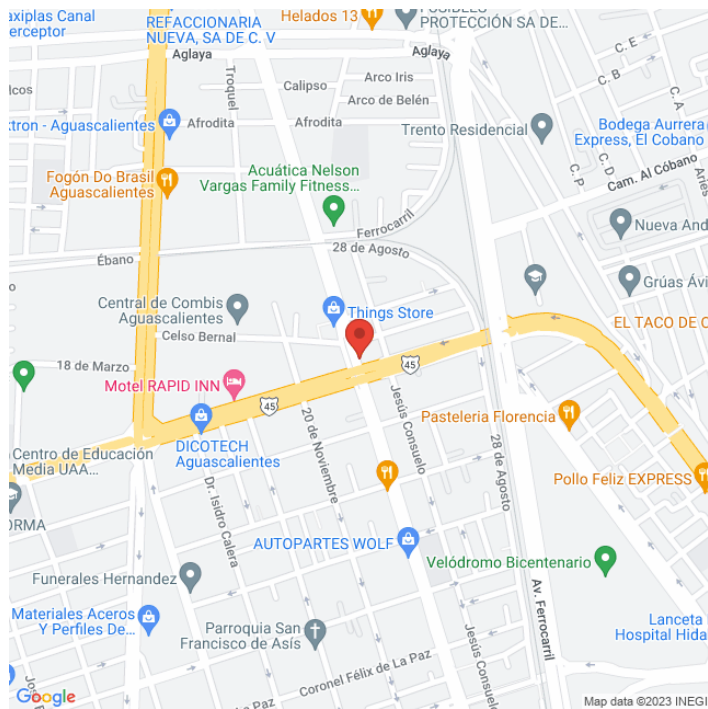 axiplas Canal
terceptor
REFACCIONARIA
NUEVA, SA DE C. V
Helados 13
PROTECCIÓN SA DE...
Aglaya
Aglaya
Troquel
Calipso
Arco Iris
Arco de Belén
C. E
C. B
C. A
C. D
C. P
Afrodita
Afrodita
xtron - Aguascalientes
Trento Residencial
Bodega Aurrera
Express, El Cobano
Fogón Do Brasil
Aguascalientes
Acuática Nelson
Vargas Family Fitness...
Cam. Al Cóbano
Aries
Ferrocarril
28 de Agosto
Nueva And
Ébano
Grúas Ávi
Central de Combis
Aguascalientes
Things Store
EL TACO DE C
Celso Bernal
18 de Marzo
45
Motel RAPID INN
45
20 de Noviembre
Jesús Consuelo
Pasteleria Florencia
DICOTECH
Aguascalientes
28 de Agosto
Centro de Educación
Media UAA...
Dr. Isidro Calera
Pollo Feliz EXPRESS
ORMA
AUTOPARTES WOLF
Velódromo Bicentenario
Funerales Hernandez
Av. Ferrocarril
Materiales Aceros
Y Perfiles De...
Parroquia San
Francisco de Asís
Jesús Consuelo
Lanceta
Hospital Hida
Coronel Félix de La Paz
Google
Map data ©2023 INEGI